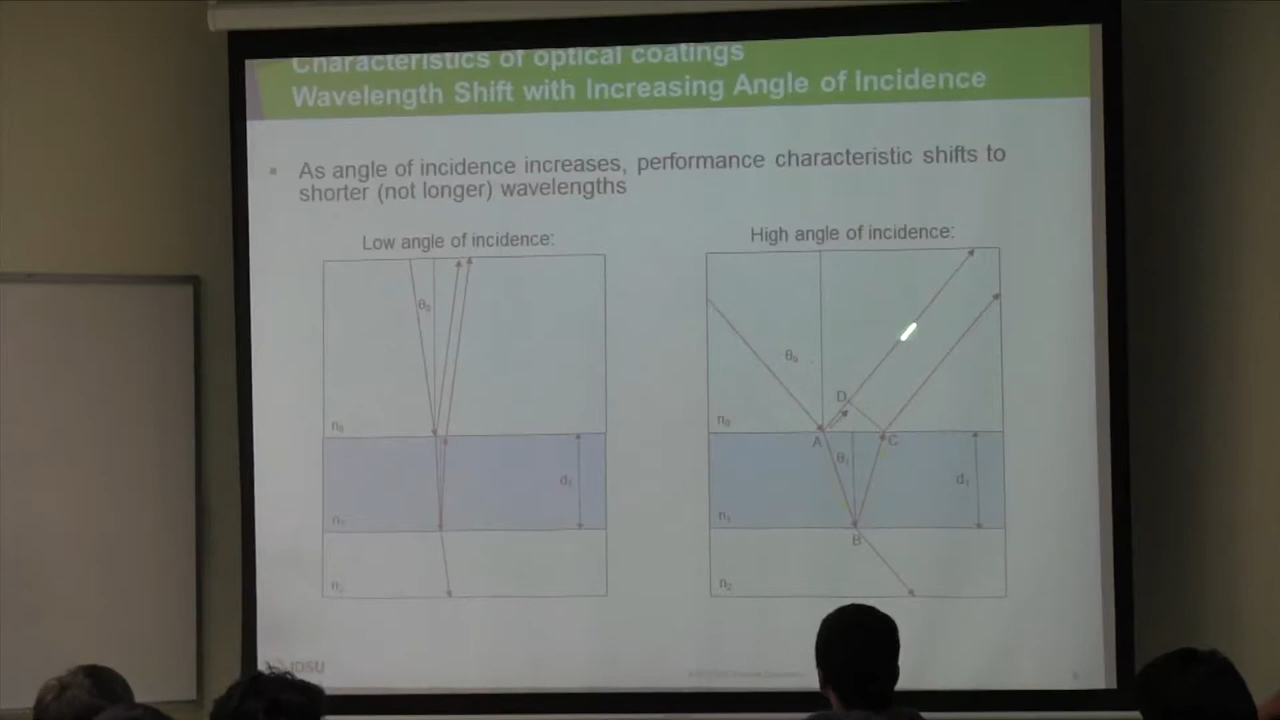 Characteristics of optical coatings
Wavelength Shift with Increasing Angle of Incidence
▪ As angle of incidence increases, performance characteristic shifts to
shorter (not longer) wavelengths
Low angle of incidence:
High angle of incidence:
θ₀
n₀
d₁
n₁
n₂
θ₀
D
n₀
A
C
θ₁
d₁
n₁
B
n₂
JDSU